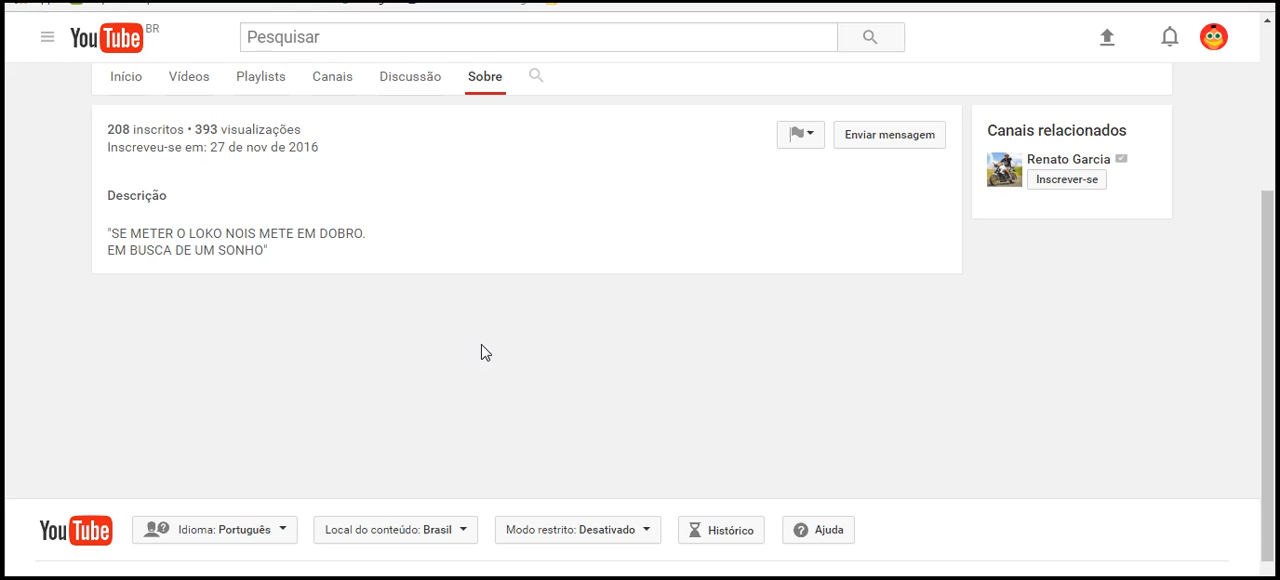 YouTube BR
Pesquisar
Início Vídeos Playlists Canais Discussão Sobre
208 inscritos • 393 visualizações
Inscreveu-se em: 27 de nov de 2016
Enviar mensagem
Descrição
"SE METER O LOKO NOIS METE EM DOBRO.
EM BUSCA DE UM SONHO"
Canais relacionados
Renato Garcia
Inscrever-se
YouTube Idioma: Português Local do conteúdo: Brasil Modo restrito: Desativado Histórico Ajuda